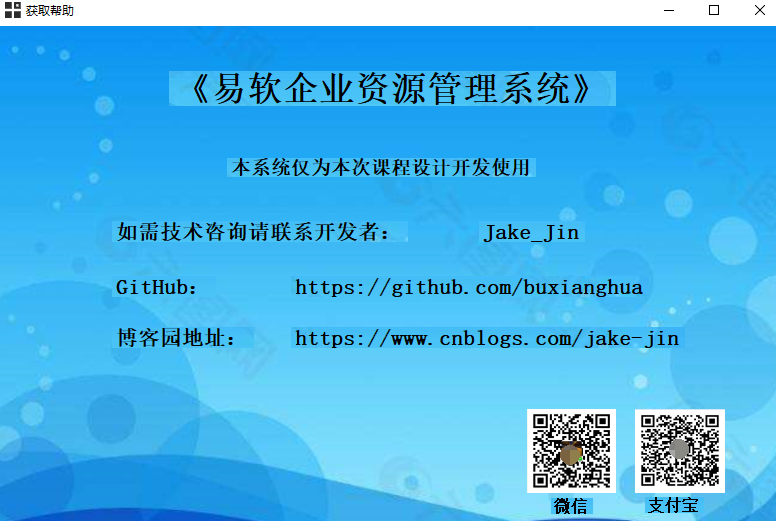 获取帮助
《易软企业资源管理系统》
本系统仅为本次课程设计开发使用
如需技术咨询请联系开发者: Jake_Jin
GitHub: https://github.com/buxianghua
博客园地址: https://www.cnblogs.com/jake-jin
微信 支付宝